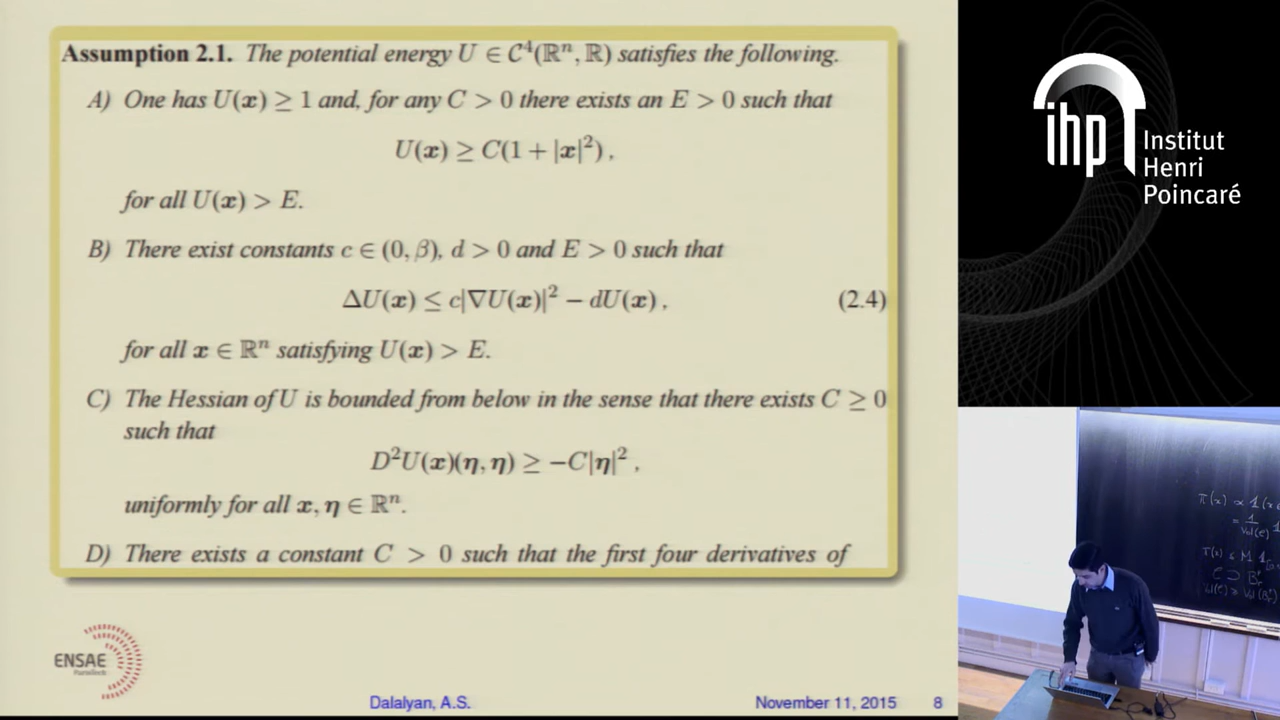 Assumption 2.1. The potential energy U ∈ C⁴(ℝⁿ, ℝ) satisfies the following.
A) One has U(x) ≥ 1 and, for any C > 0 there exists an E > 0 such that
U(x) ≥ C(1 + |x|²),
for all U(x) > E.
B) There exist constants c ∈ (0, β), d > 0 and E > 0 such that
ΔU(x) ≤ c|∇U(x)|² − dU(x), (2.4)
for all x ∈ ℝⁿ satisfying U(x) > E.
C) The Hessian of U is bounded from below in the sense that there exists C ≥ 0
such that
D²U(x)(η, η) ≥ −C|η|²,
uniformly for all x, η ∈ ℝⁿ.
D) There exists a constant C > 0 such that the first four derivatives of
ENSAE
ParisTech
Dalalyan, A.S. November 11, 2015 8
ihp
Institut
Henri
Poincaré